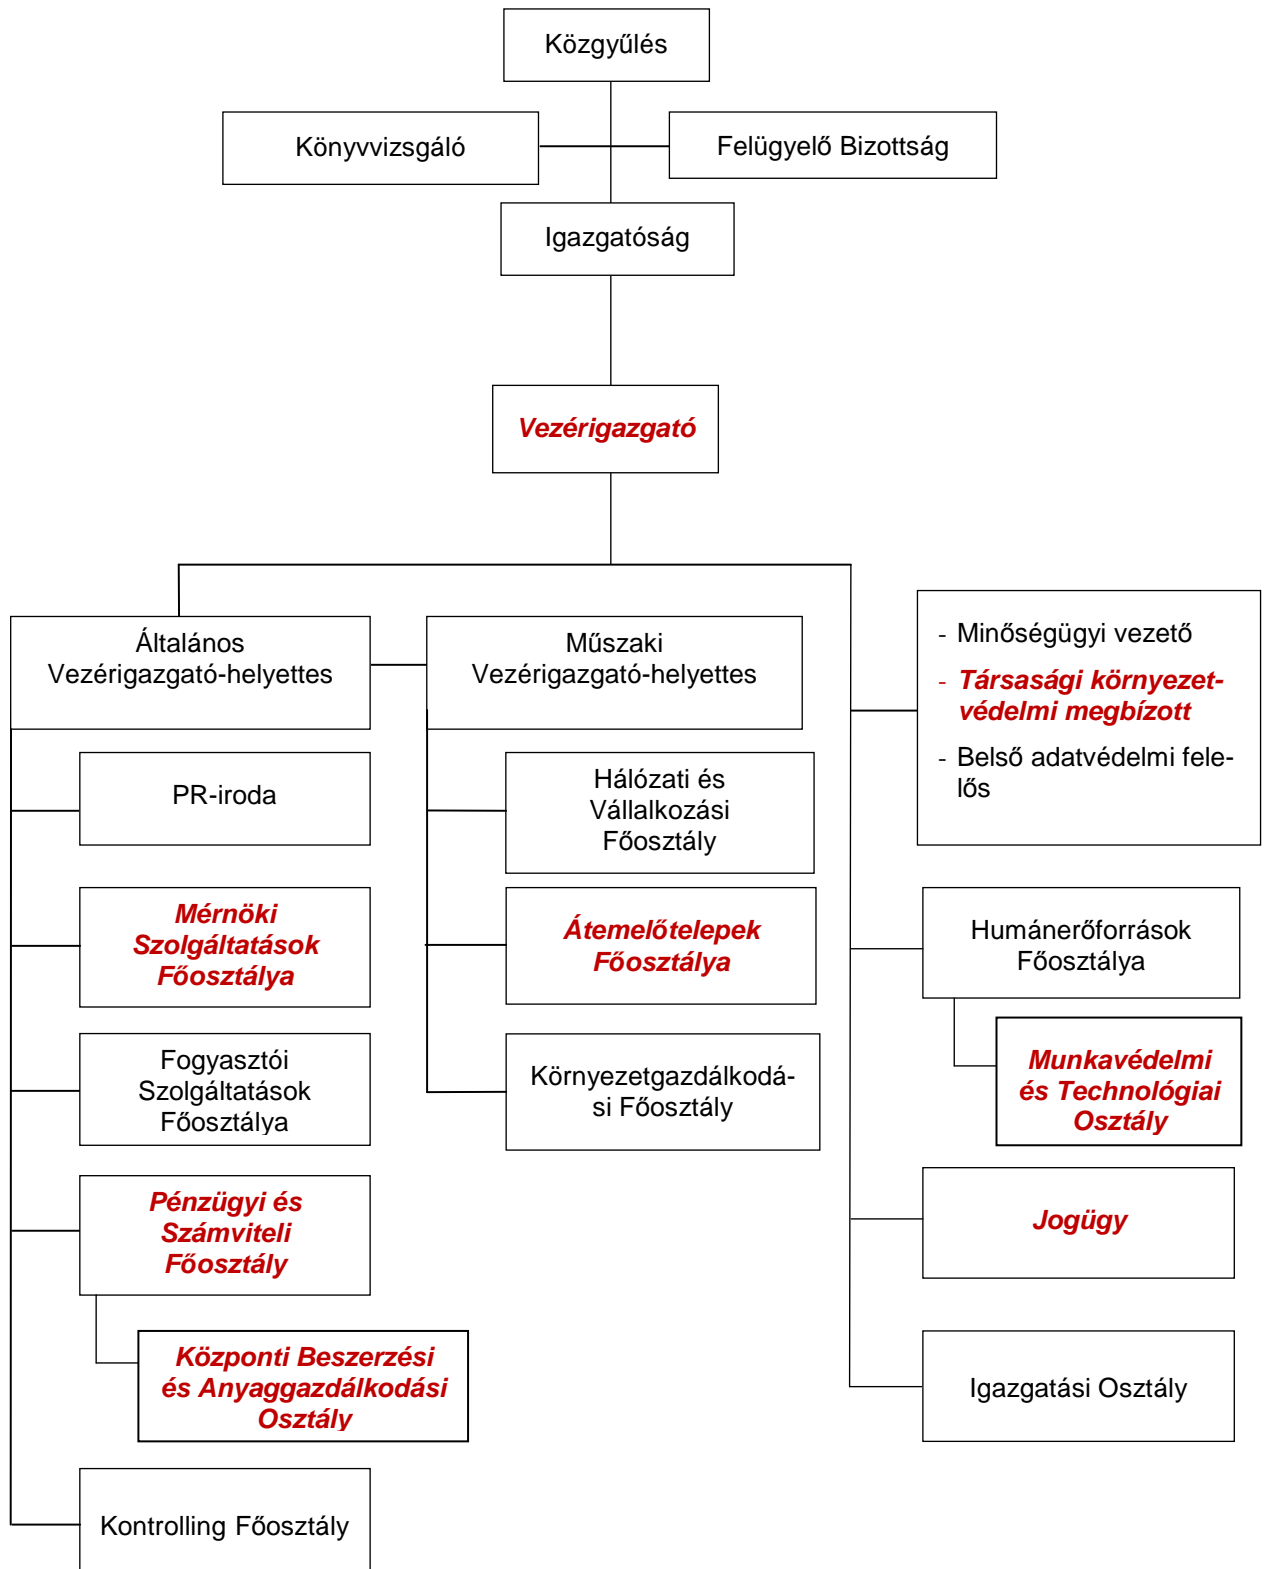 Közgyűlés
Könyvvizsgáló
Felügyelő Bizottság
Igazgatóság
Vezérigazgató
Általános
Vezérigazgató-helyettes
Műszaki
Vezérigazgató-helyettes
- Minőségügyi vezető
- Társasági környezet-
védelmi megbízott
- Belső adatvédelmi fele-
lős
PR-iroda
Mérnöki
Szolgáltatások
Főosztálya
Fogyasztói
Szolgáltatások
Főosztálya
Pénzügyi és
Számviteli
Főosztály
Központi Beszerzési
és Anyaggazdálkodási
Osztály
Kontrolling Főosztály
Hálózati és
Vállalkozási
Főosztály
Átemelőtelepek
Főosztálya
Környezetgazdálkodá-
si Főosztály
Humánerőforrások
Főosztálya
Munkavédelmi
és Technológiai
Osztály
Jogügy
Igazgatási Osztály